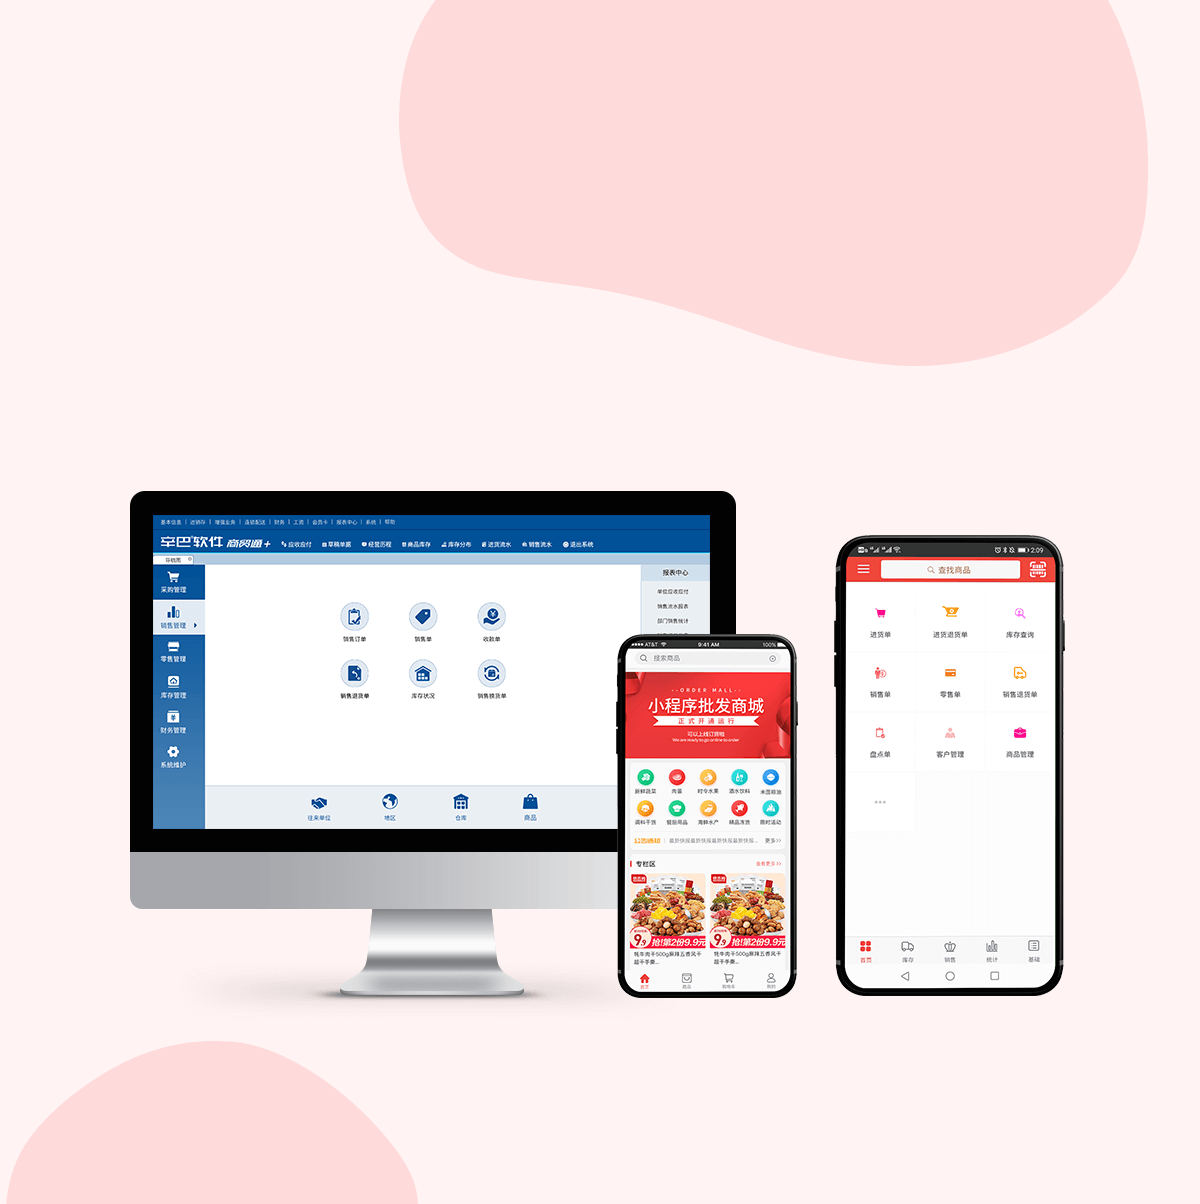 基本信息 | 进销存 | 增强业务 | 连锁配送 | 财务 | 工资 | 会员卡 | 报表中心 | 系统 | 帮助
辛巴软件 商贸通+ 应收应付 草稿单据 经营历程 商品库存 库存分布 进货流水 销售流水 退出系统
导航图
采购管理
销售管理
零售管理
库存管理
财务管理
系统维护
销售订单 销售单 收款单
销售退货单 库存状况 销售换货单
往来单位 地区 仓库 商品
报表中心
单位应收应付
销售流水报表
部门销售统计
AT&T 9:41 AM 100%
搜索商品
--ORDER MALL--
小程序批发商城
正式开通运行
可以上线订货啦
We are ready to go online to order
新鲜蔬菜 肉蛋 时令水果 酒水饮料 米面粮油
调料干货 餐厨用品 海鲜水产 精品冻货 限时活动
最新快报最新快报最新快报最新快报... 更多>>
专栏区 查看更多>>
9.9 抢!第2份9.9元 9.9 抢!第2份9.9元
牦牛肉干500g麻辣五香风干 牦牛肉干500g麻辣五香风干
超干手撕... 超干手撕...
首页 商品 购物车 我的
2:09
查找商品
进货单 进货退货单 库存查询
销售单 零售单 销售退货单
盘点单 客户管理 商品管理
首页 库存 销售 统计 基础